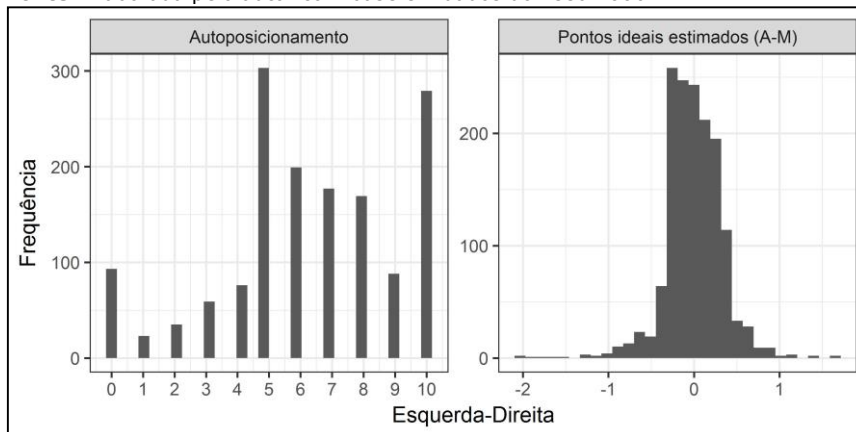 Autoposicionamento
Pontos ideais estimados (A-M)
Frequência
300
200
100
0
0 1 2 3 4 5 6 7 8 9 10
200
100
0
-2 -1 0 1
Esquerda-Direita